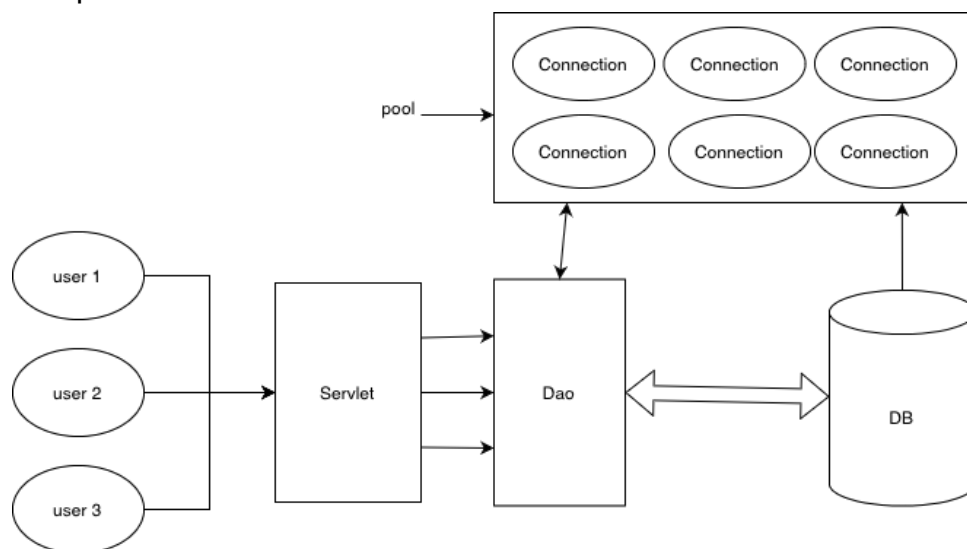 Connection
Connection
Connection
pool
Connection
Connection
Connection
user 1
user 2
Servlet
Dao
DB
user 3